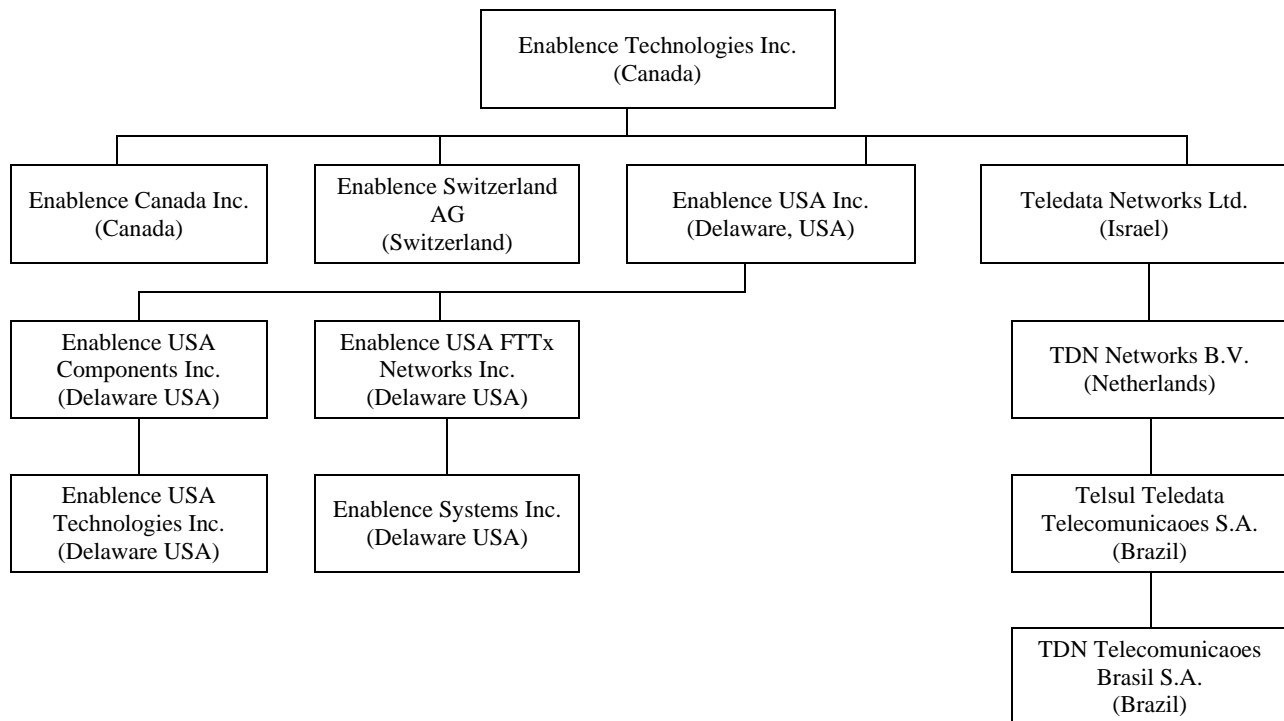 Enablence Technologies Inc.
(Canada)
Enablence Canada Inc.
(Canada)
Enablence Switzerland
AG
(Switzerland)
Enablence USA Inc.
(Delaware, USA)
Teledata Networks Ltd.
(Israel)
Enablence USA
Components Inc.
(Delaware USA)
Enablence USA FTTx
Networks Inc.
(Delaware USA)
TDN Networks B.V.
(Netherlands)
Enablence USA
Technologies Inc.
(Delaware USA)
Enablence Systems Inc.
(Delaware USA)
Telsul Teledata
Telecomunicaoes S.A.
(Brazil)
TDN Telecomunicaoes
Brasil S.A.
(Brazil)